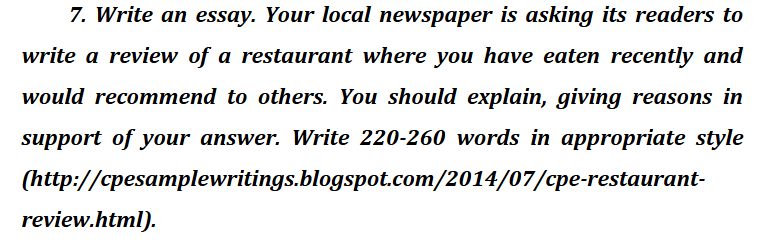 7. Write an essay. Your local newspaper is asking its readers to
write a review of a restaurant where you have eaten recently and
would recommend to others. You should explain, giving reasons in
support of your answer. Write 220-260 words in appropriate style
(http://cpesamplewritings.blogspot.com/2014/07/cpe-restaurant-
review.html).